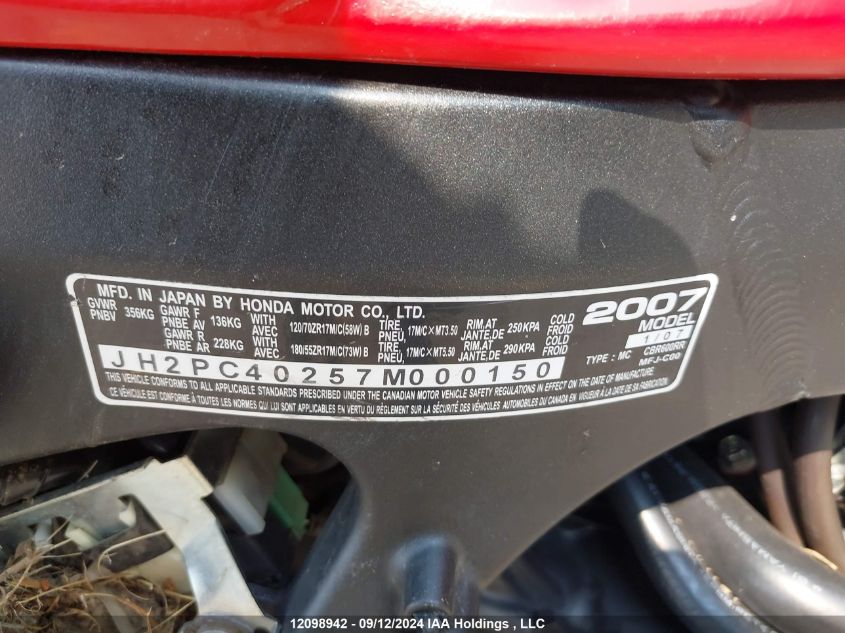 MFD. IN JAPAN BY HONDA MOTOR CO., LTD.
2007
MODEL
1/07
GVWR PNBV 356KG GAWR F PNBE AV 136KG WITH AVEC 120/70ZR17M/C(58W) B TIRE, PNEU, 17M/C×MT3.50 RIM,AT JANTE,DE 250KPA COLD FROID
GAWR R PNBE AR 228KG WITH AVEC 180/55ZR17M/C(73W) B TIRE, PNEU, 17M/C×MT5.50 RIM,AT JANTE,DE 290KPA COLD FROID
TYPE : MC CBR600RR
MFJ-C00
JH2PC40257M000150
THIS VEHICLE CONFORMS TO ALL APPLICABLE STANDARDS PRESCRIBED UNDER THE CANADIAN MOTOR VEHICLE SAFETY REGULATIONS IN EFFECT ON THE DATE OF MANUFACTURE.
CE VÉHICULE EST CONFORME À TOUTES LES NORMES QUI LUI SONT APPLICABLES EN VERTU DU RÈGLEMENT SUR LA SÉCURITÉ DES VÉHICULES AUTOMOBILES DU CANADA EN VIGUEUR À LA DATE DE SA FABRICATION.
12098942 - 09/12/2024 IAA Holdings , LLC